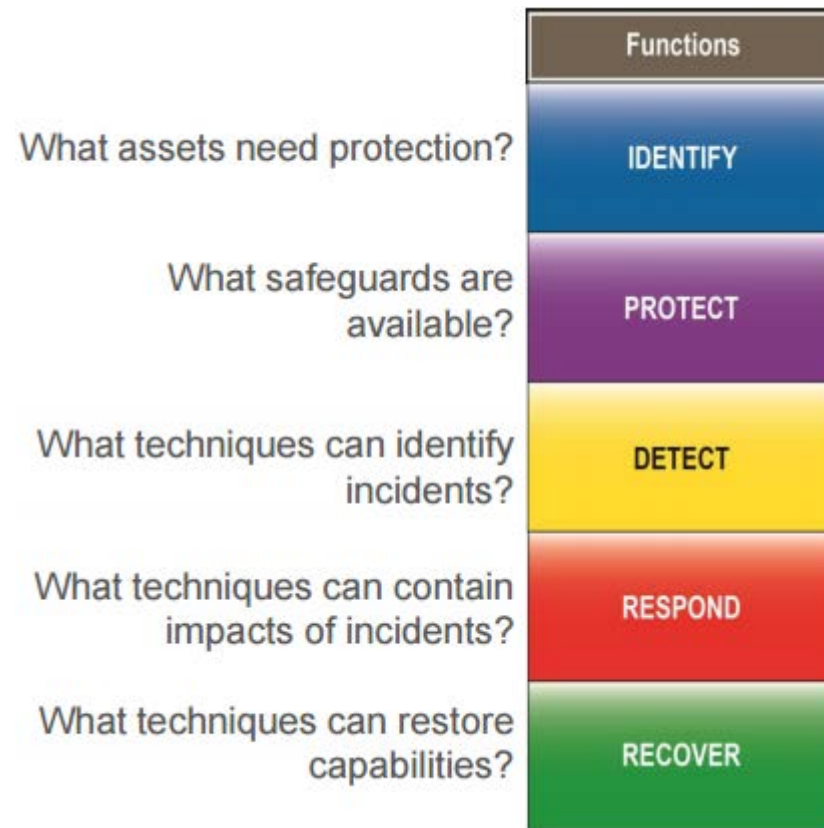 Functions
What assets need protection?
IDENTIFY
What safeguards are
available?
PROTECT
What techniques can identify
incidents?
DETECT
What techniques can contain
impacts of incidents?
RESPOND
What techniques can restore
capabilities?
RECOVER